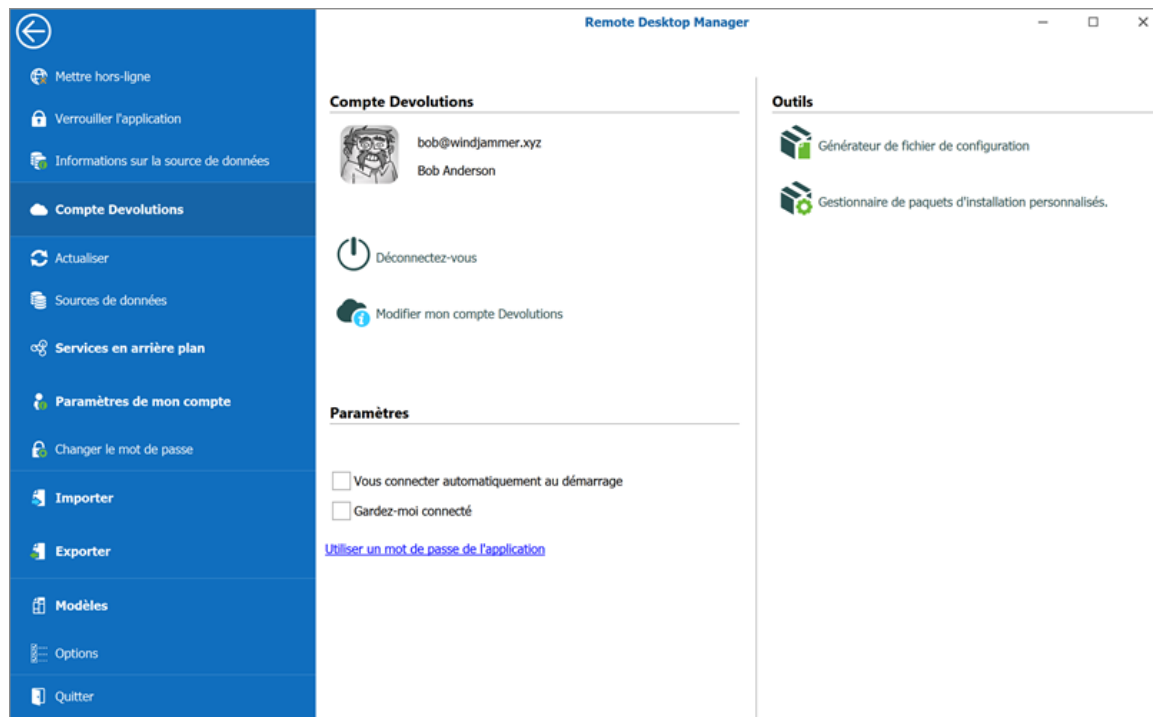 Remote Desktop Manager
Mettre hors-ligne
Verrouiller l'application
Informations sur la source de données
Compte Devolutions
Actualiser
Sources de données
Services en arrière plan
Paramètres de mon compte
Changer le mot de passe
Importer
Exporter
Modèles
Options
Quitter
Compte Devolutions
bob@windjammer.xyz
Bob Anderson
Déconnectez-vous
Modifier mon compte Devolutions
Paramètres
Vous connecter automatiquement au démarrage
Gardez-moi connecté
Utiliser un mot de passe de l'application
Outils
Générateur de fichier de configuration
Gestionnaire de paquets d'installation personnalisés.